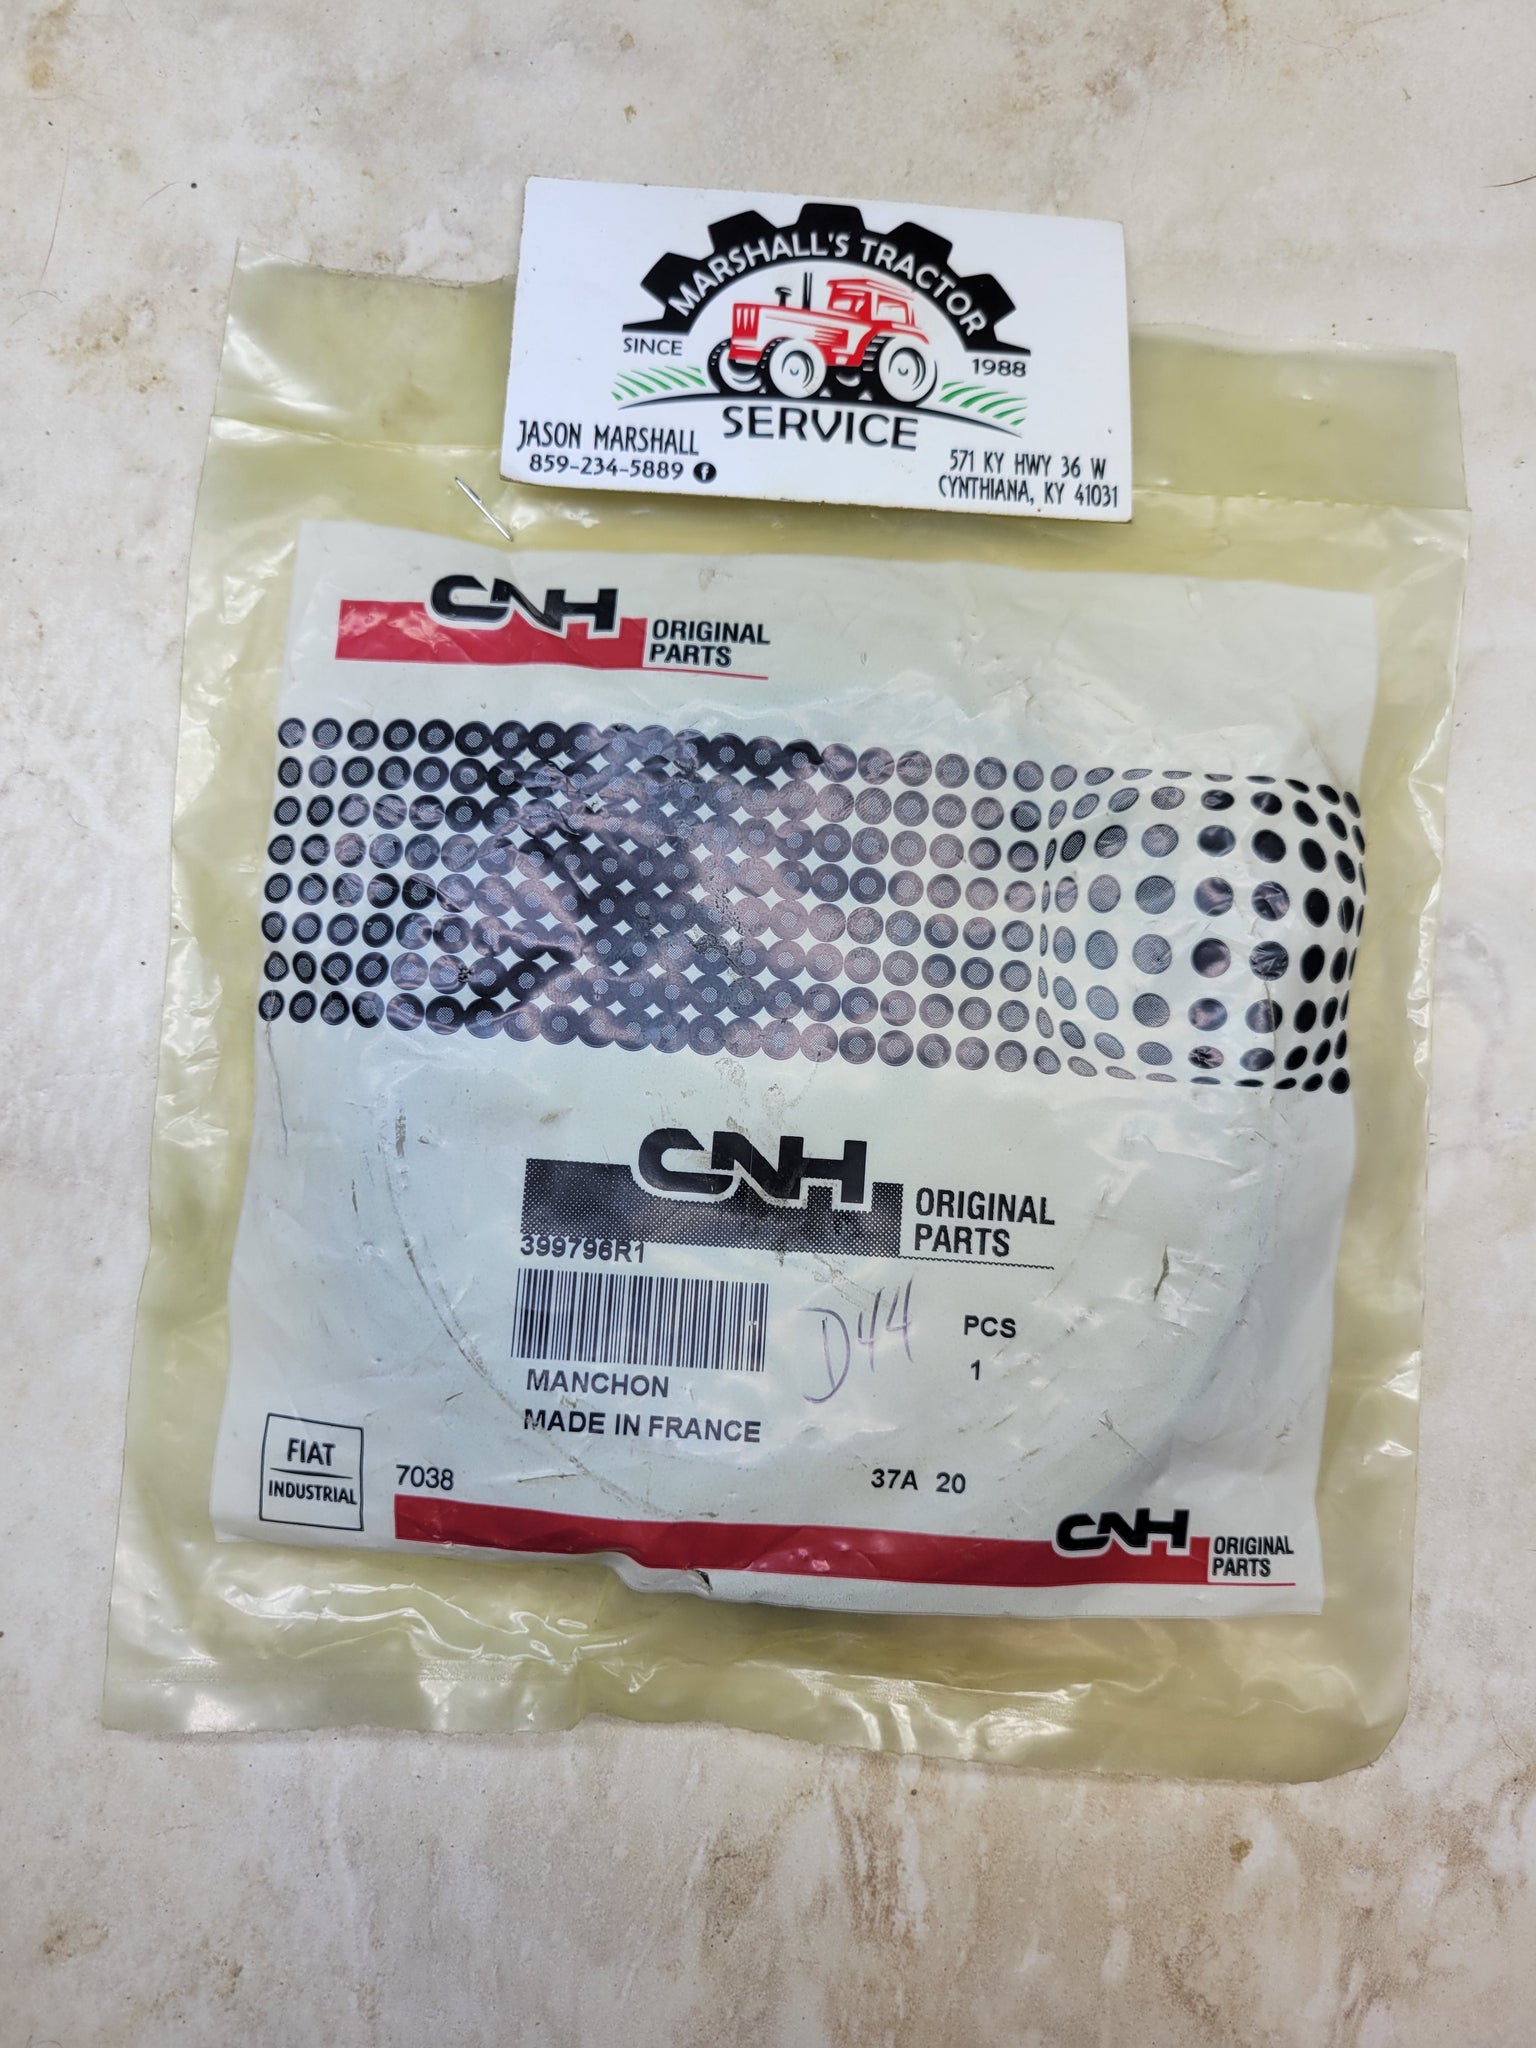 MARSHALL'S TRACTOR
SINCE
1988
SERVICE
JASON MARSHALL
859-234-5889
571 KY HWY 36 W
CYNTHIANA, KY 41031
CNH
ORIGINAL
PARTS
CNH
ORIGINAL
PARTS
399796R1
D44
PCS
1
MANCHON
MADE IN FRANCE
FIAT
INDUSTRIAL
7038
37A 20
CNH
ORIGINAL
PARTS